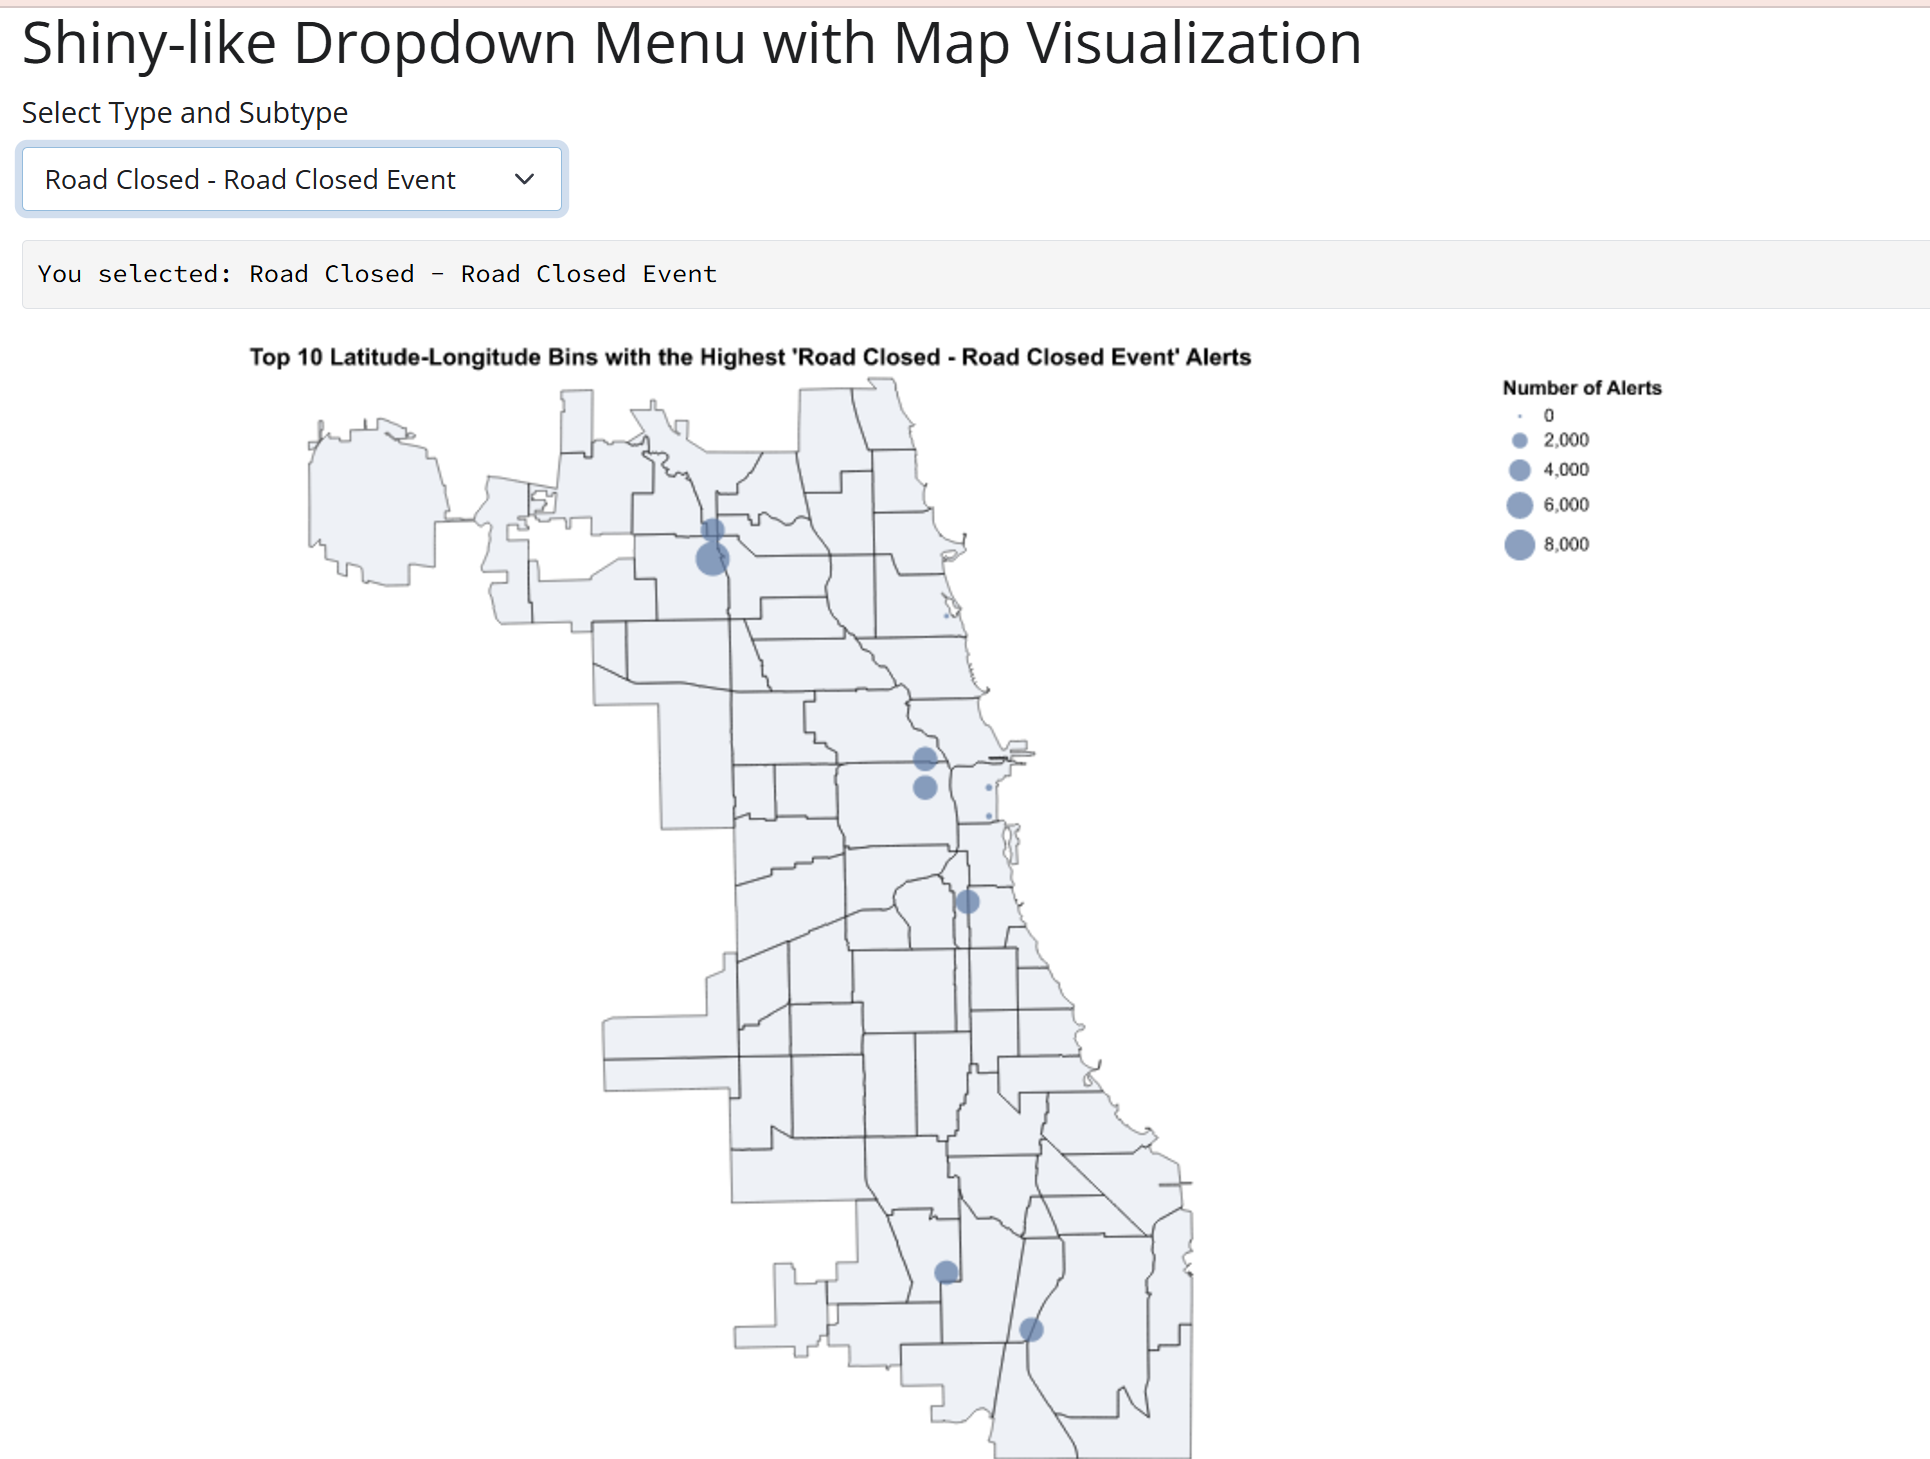 Shiny-like Dropdown Menu with Map Visualization
Select Type and Subtype
Road Closed - Road Closed Event
You selected: Road Closed - Road Closed Event
Top 10 Latitude-Longitude Bins with the Highest 'Road Closed - Road Closed Event' Alerts
Number of Alerts
0
2,000
4,000
6,000
8,000